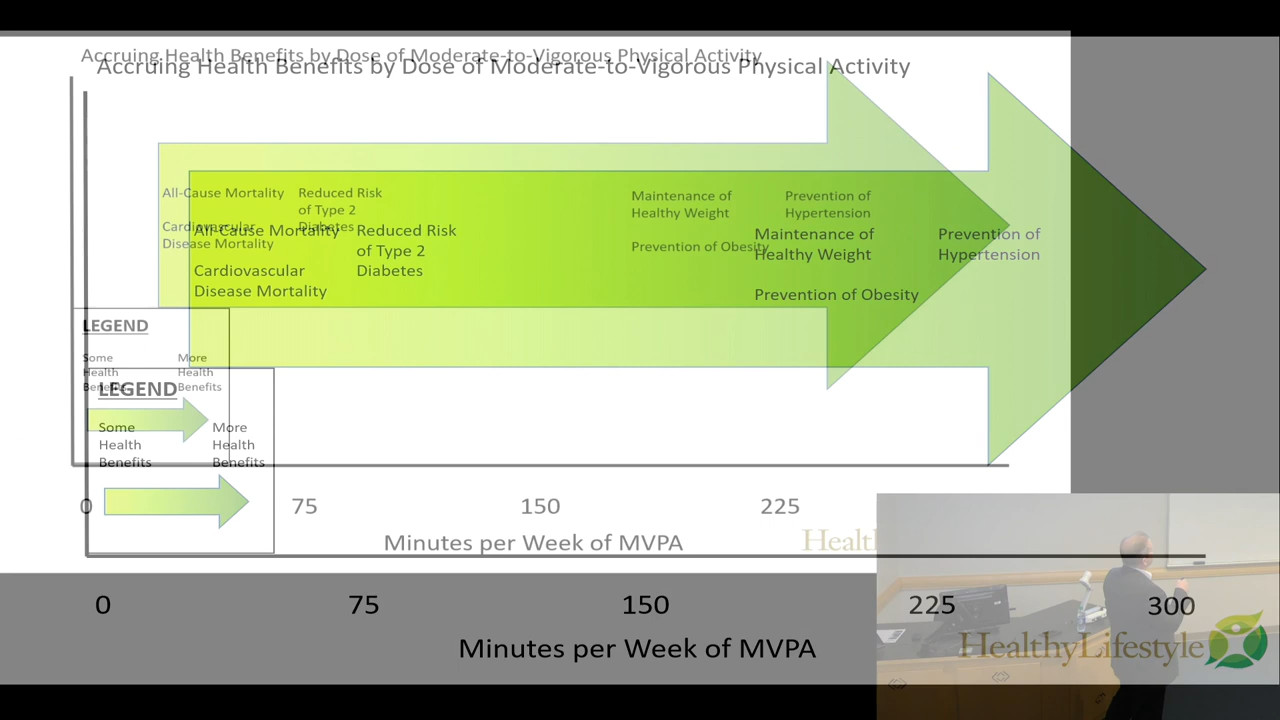 Accruing Health Benefits by Dose of Moderate-to-Vigorous Physical Activity
Accruing Health Benefits by Dose of Moderate-to-Vigorous Physical Activity
All-Cause Mortality
Cardiovascular
Disease Mortality
Reduced Risk
of Type 2
Diabetes
Maintenance of
Healthy Weight
Prevention of Obesity
Prevention of
Hypertension
All-Cause Mortality
Cardiovascular
Disease Mortality
Reduced Risk
of Type 2
Diabetes
Maintenance of
Healthy Weight
Prevention of Obesity
Prevention of
Hypertension
LEGEND
Some
Health
Benefits
More
Health
Benefits
LEGEND
Some
Health
Benefits
More
Health
Benefits
0 75 150 225
Minutes per Week of MVPA
Healt
0 75 150 225 300
Minutes per Week of MVPA
HealthyLifestyle